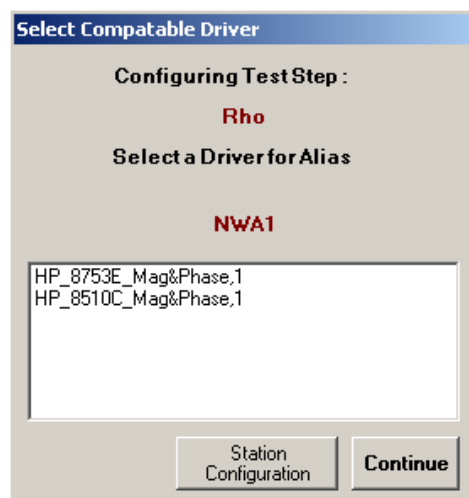 Select Compatable Driver
Configuring Test Step :
Rho
Select a Driver for Alias
NWA1
HP_8753E_Mag&Phase,1
HP_8510C_Mag&Phase,1
Station
Configuration
Continue